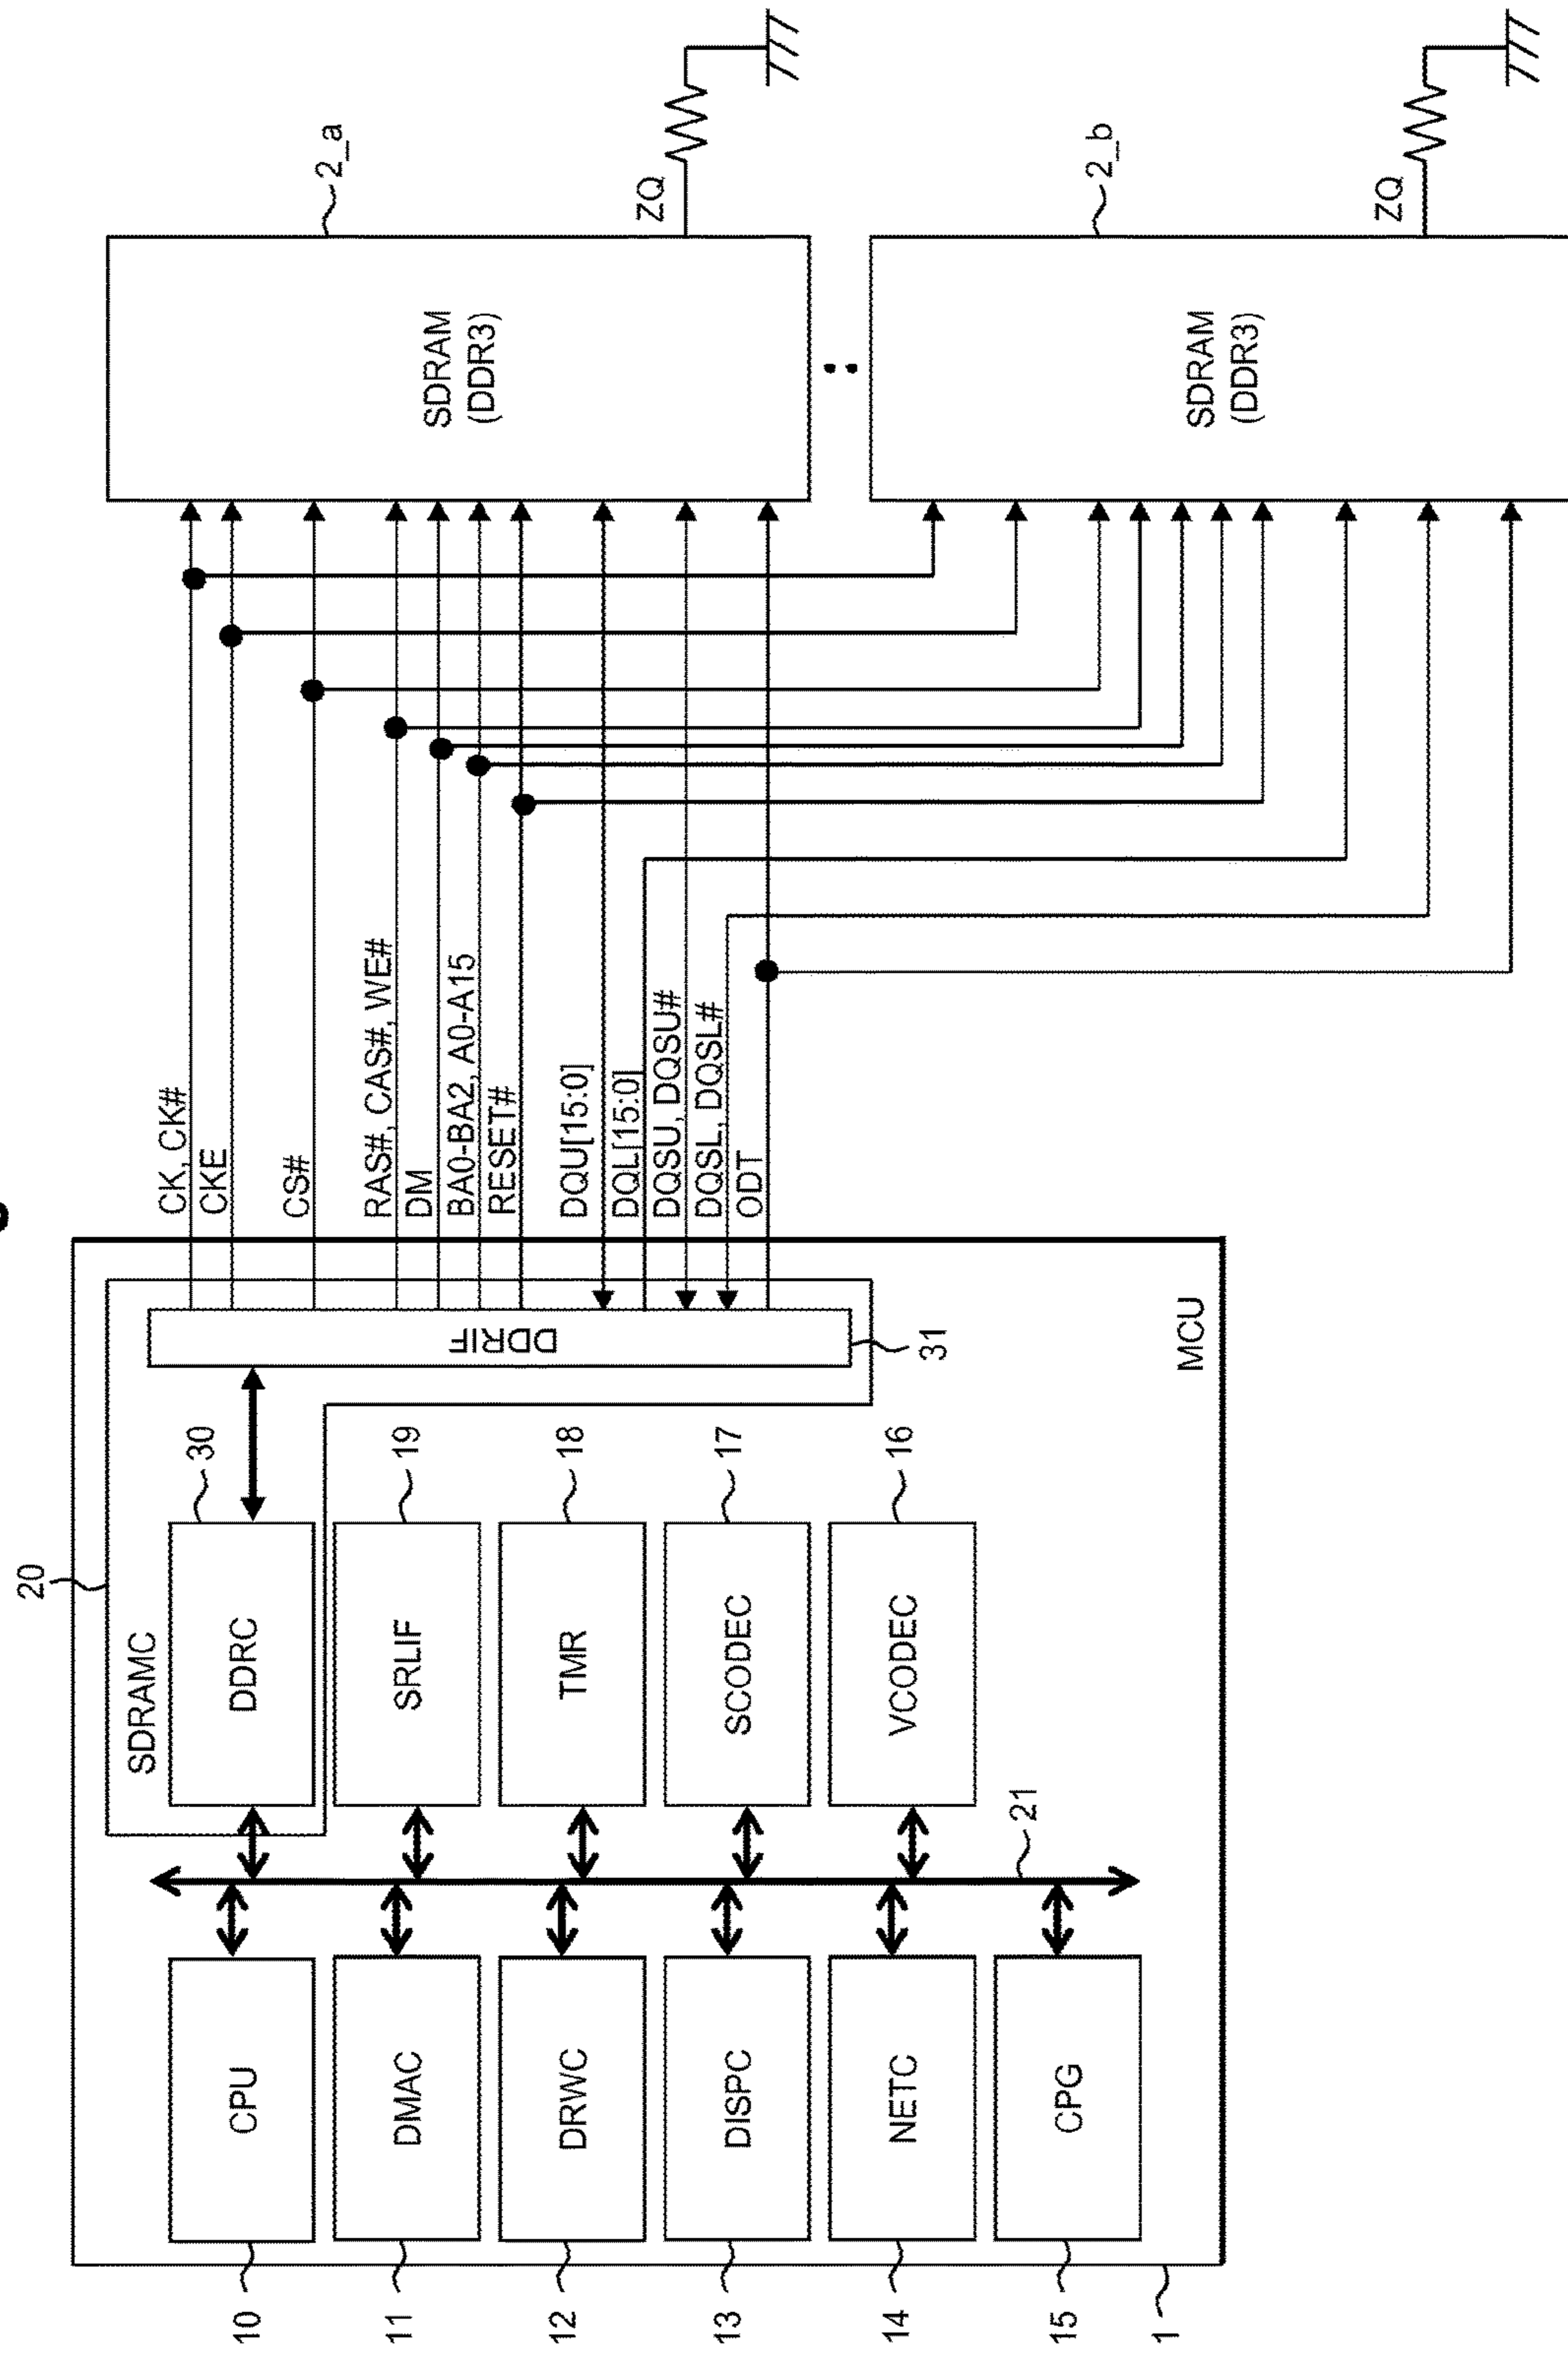 20
SDRAMC
CPU
DDRC
10
30
DMAC
SRLIF
11
19
DRWC
TMR
12
18
DISPC
SCODEC
13
17
NETC
VCODEC
14
16
CPG
15
21
1
DDRIF
31
MCU
CK, CK#
CKE
CS#
RAS#, CAS#, WE#
DM
BA0-BA2, A0-A15
RESET#
DQU[15:0]
DQL[15:0]
DQSU, DQSU#
DQSL, DQSL#
ODT
SDRAM
(DDR3)
2_a
ZQ
SDRAM
(DDR3)
2_b
ZQ